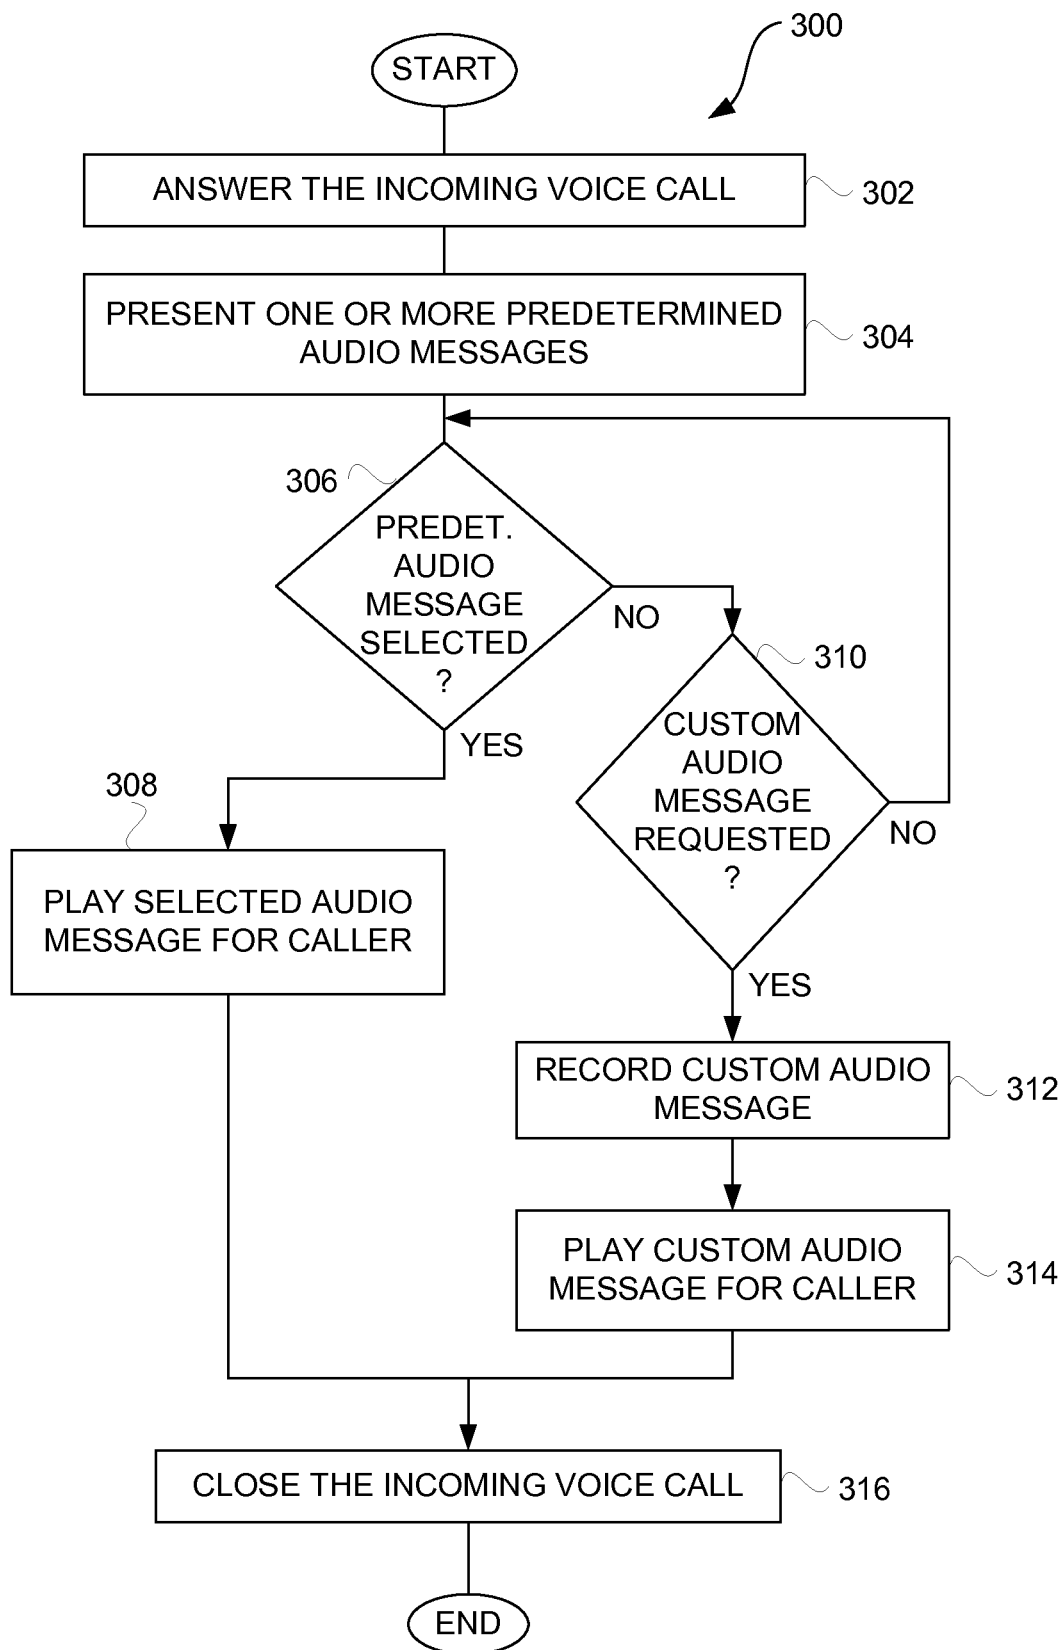 300
START
ANSWER THE INCOMING VOICE CALL
302
PRESENT ONE OR MORE PREDETERMINED
AUDIO MESSAGES
304
306
PREDET.
AUDIO
MESSAGE
SELECTED
?
NO
YES
310
CUSTOM
AUDIO
MESSAGE
REQUESTED
?
NO
YES
308
PLAY SELECTED AUDIO
MESSAGE FOR CALLER
RECORD CUSTOM AUDIO
MESSAGE
312
PLAY CUSTOM AUDIO
MESSAGE FOR CALLER
314
CLOSE THE INCOMING VOICE CALL
316
END